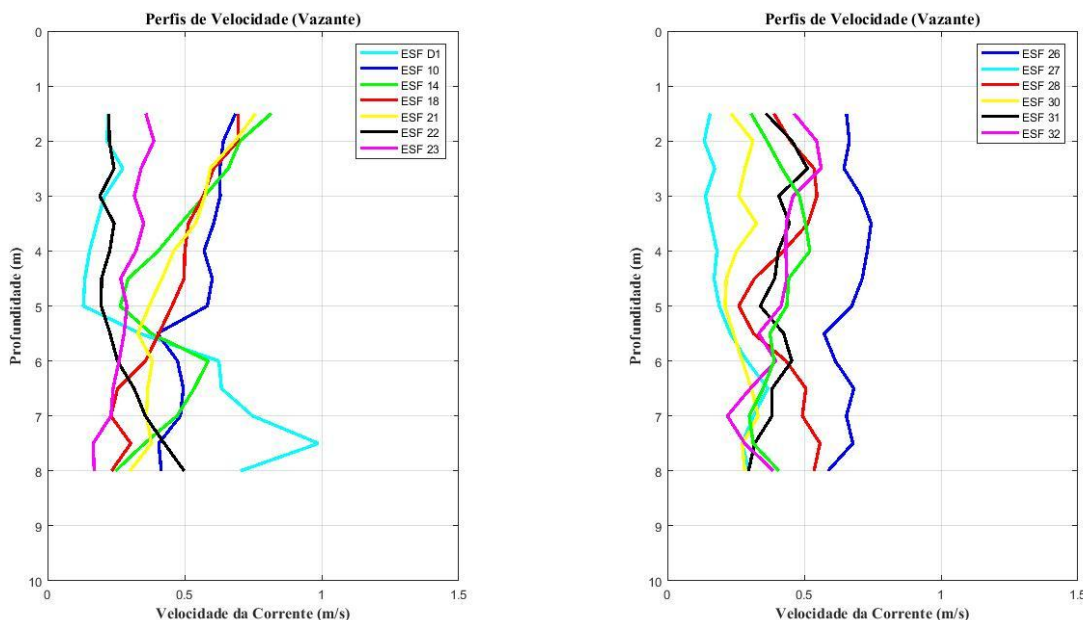 Perfis de Velocidade (Vazante)
0
1
2
3
4
5
6
7
8
9
10
Profundidade (m)
0
0.5
1
1.5
Velocidade da Corrente (m/s)
ESF D1
ESF 10
ESF 14
ESF 18
ESF 21
ESF 22
ESF 23
Perfis de Velocidade (Vazante)
0
1
2
3
4
5
6
7
8
9
10
Profundidade (m)
0
0.5
1
1.5
Velocidade da Corrente (m/s)
ESF 26
ESF 27
ESF 28
ESF 30
ESF 31
ESF 32